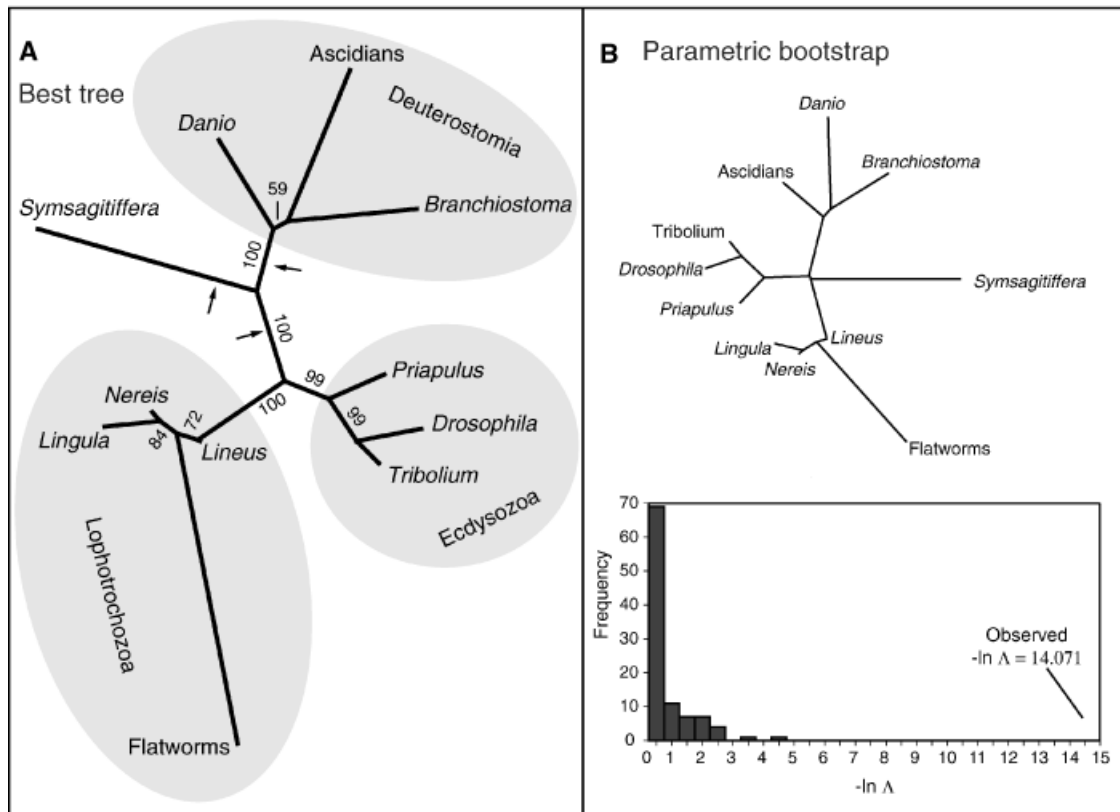 A
Best tree
Ascidians
Deuterostomia
Danio
59
Branchiostoma
Symsagitiffera
100
100
Priapulus
99
Nereis
100
Drosophila
99
72
Lingula
84
Lineus
Tribolium
Ecdysozoa
Lophotrochozoa
Flatworms
B Parametric bootstrap
Danio
Ascidians
Branchiostoma
Tribolium
Drosophila
Symsagitiffera
Priapulus
Lineus
Lingula
Nereis
Flatworms
70
60
50
40
30
20
10
0
Frequency
Observed
-ln Λ = 14.071
0 1 2 3 4 5 6 7 8 9 10 11 12 13 14 15
-ln Λ